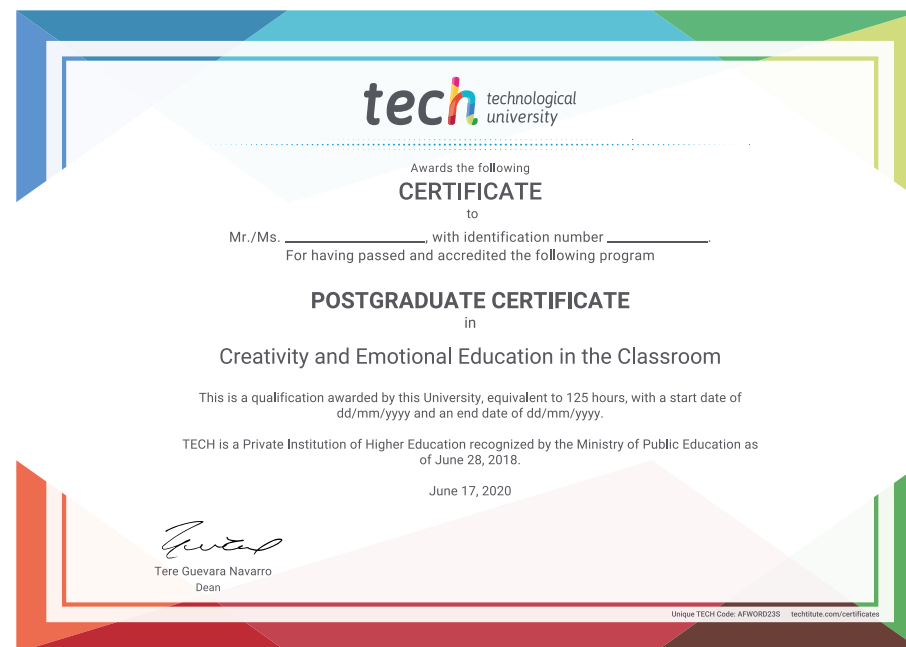 tech technological
university
Awards the following
CERTIFICATE
to
Mr./Ms. ____________________, with identification number ______________.
For having passed and accredited the following program
POSTGRADUATE CERTIFICATE
in
Creativity and Emotional Education in the Classroom
This is a qualification awarded by this University, equivalent to 125 hours, with a start date of
dd/mm/yyyy and an end date of dd/mm/yyyy.
TECH is a Private Institution of Higher Education recognized by the Ministry of Public Education as
of June 28, 2018.
June 17, 2020
Tere Guevara Navarro
Dean
Unique TECH Code: AFWORD23S techtitute.com/certificates